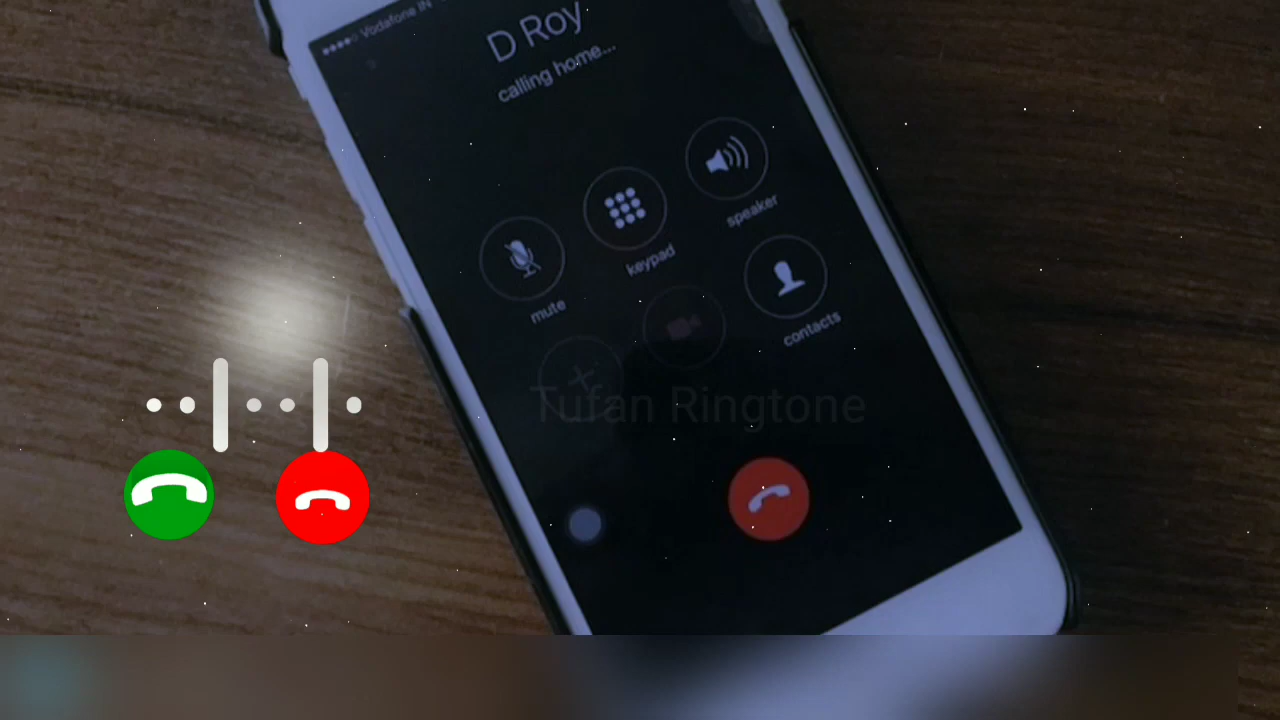 Vodafone IN
D Roy
calling home...
mute
keypad
speaker
contacts
Tufan Ringtone